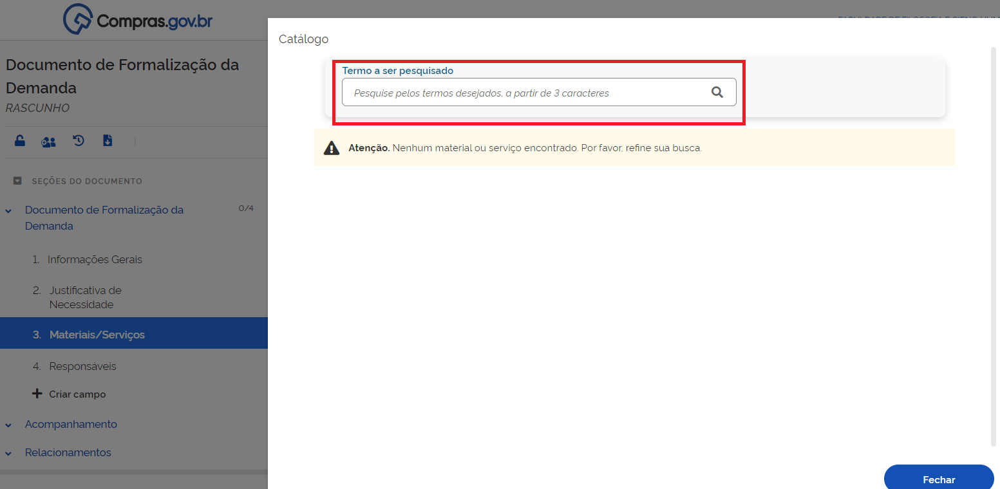 Compras.gov.br
Documento de Formalização da
Demanda
RASCUNHO
SEÇÕES DO DOCUMENTO
Documento de Formalização da
Demanda
0/4
1. Informações Gerais
2. Justificativa de
Necessidade
3. Materiais/Serviços
4. Responsáveis
Criar campo
Acompanhamento
Relacionamentos
Catálogo
Termo a ser pesquisado
Pesquise pelos termos desejados, a partir de 3 caracteres
Atenção. Nenhum material ou serviço encontrado. Por favor, refine sua busca.
Fechar